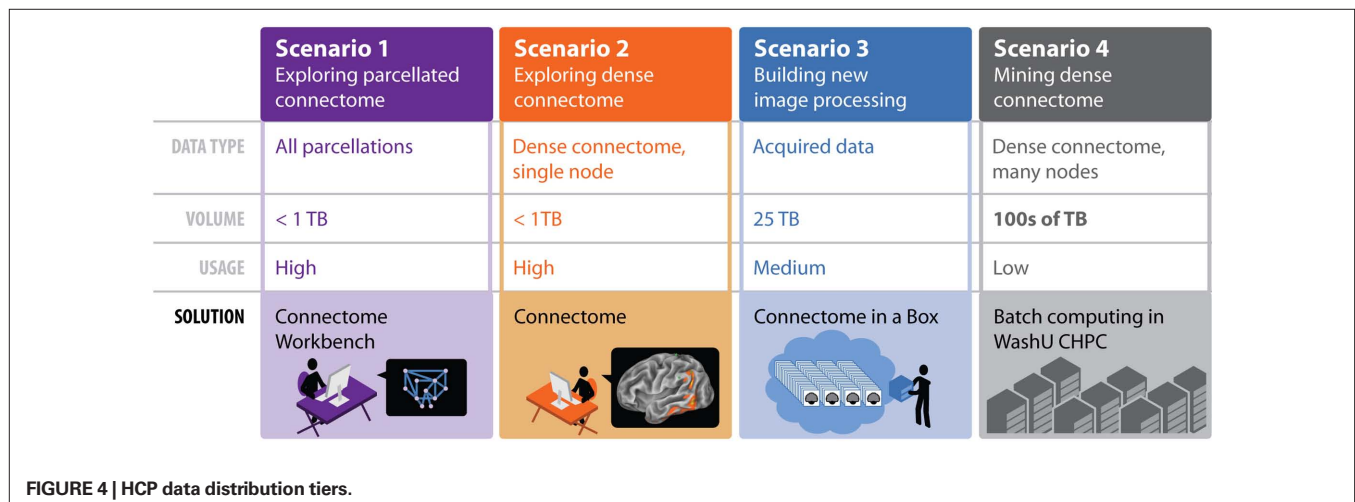 Scenario 1
Exploring parcellated
connectome
Scenario 2
Exploring dense
connectome
Scenario 3
Building new
image processing
Scenario 4
Mining dense
connectome
DATA TYPE
All parcellations
Dense connectome,
single node
Acquired data
Dense connectome,
many nodes
VOLUME
< 1 TB
< 1TB
25 TB
100s of TB
USAGE
High
High
Medium
Low
SOLUTION
Connectome
Workbench
Connectome
Connectome in a Box
Batch computing in
WashU CHPC
FIGURE 4 | HCP data distribution tiers.